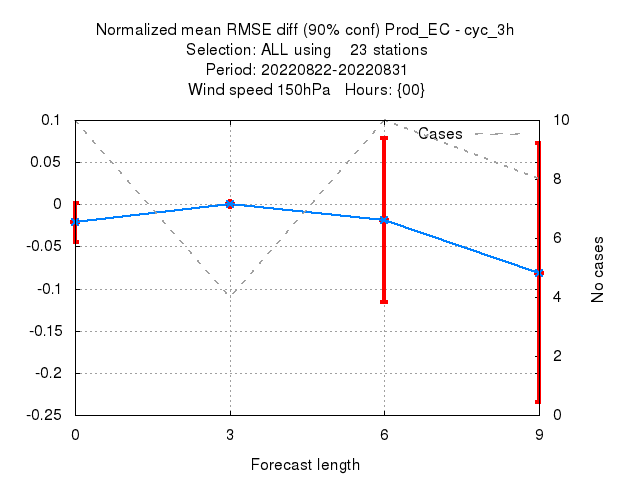 Normalized mean RMSE diff (90% conf) Prod_EC - cyc_3h
Selection: ALL using 23 stations
Period: 20220822-20220831
Wind speed 150hPa Hours: {00}
0.1
0.05
0
-0.05
-0.1
-0.15
-0.2
-0.25
Cases
10
8
6
4
2
0
No cases
0 3 6 9
Forecast length